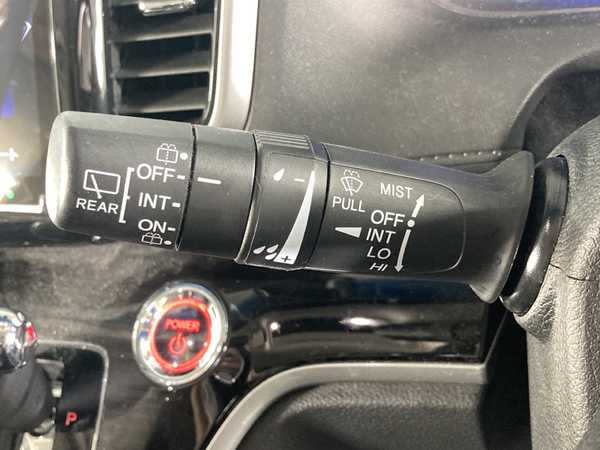 OFF
REAR
INT
ON
-
+
PULL
MIST
OFF
INT
LO
HI
POWER
P